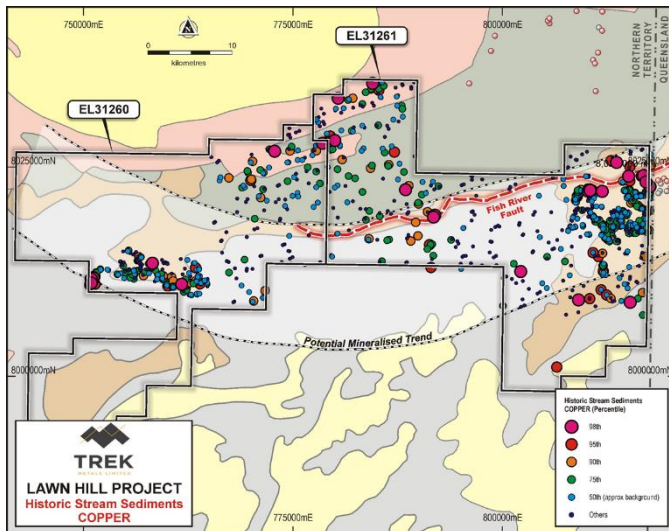 750000mE
775000mE
800000mE
0
10
kilometres
EL31261
EL31260
NORTHERN TERRITORY
QUEENSLAND
8025000mN
8025000mN
Fish River
Fault
Potential Mineralised Trend
8000000mN
8000000mN
Historic Stream Sediments
COPPER (Percentile)
98th
95th
90th
75th
50th (approx background)
Others
TREK
METALS LIMITED
LAWN HILL PROJECT
Historic Stream Sediments
COPPER
775000mE
800000mE